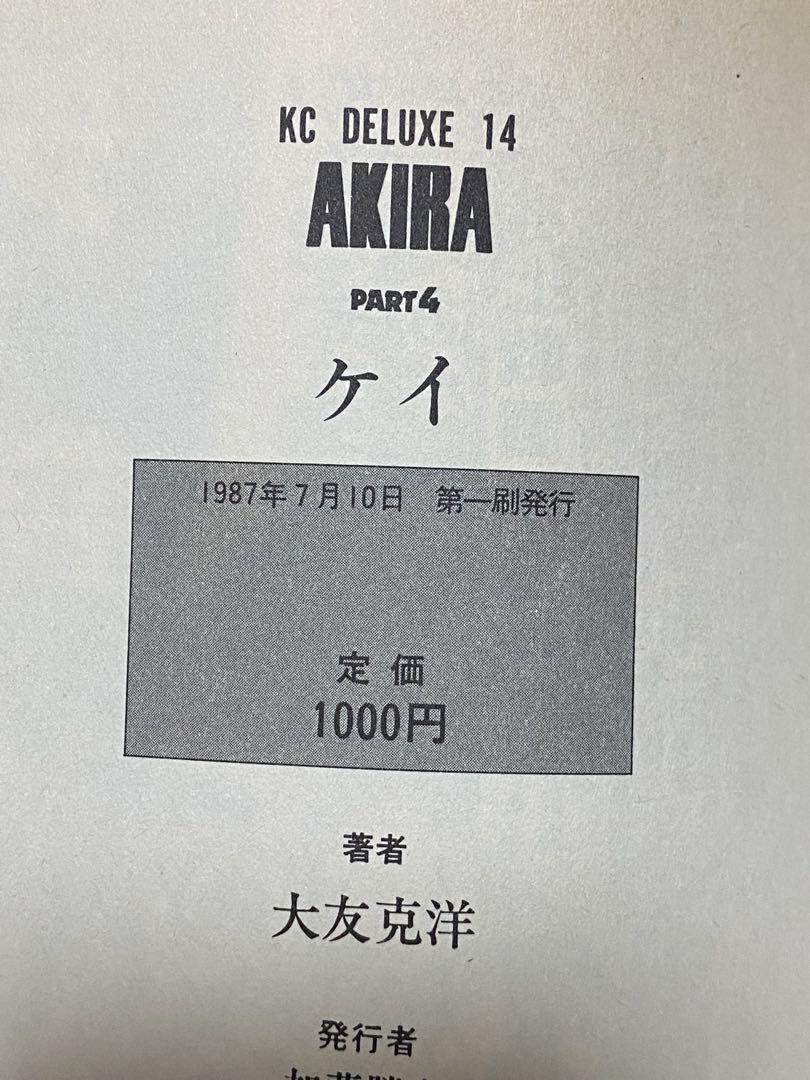 KC DELUXE 14
AKIRA
PART4
ケイ
1987年7月10日　第一刷発行
定価
1000円
著者
大友克洋
発行者